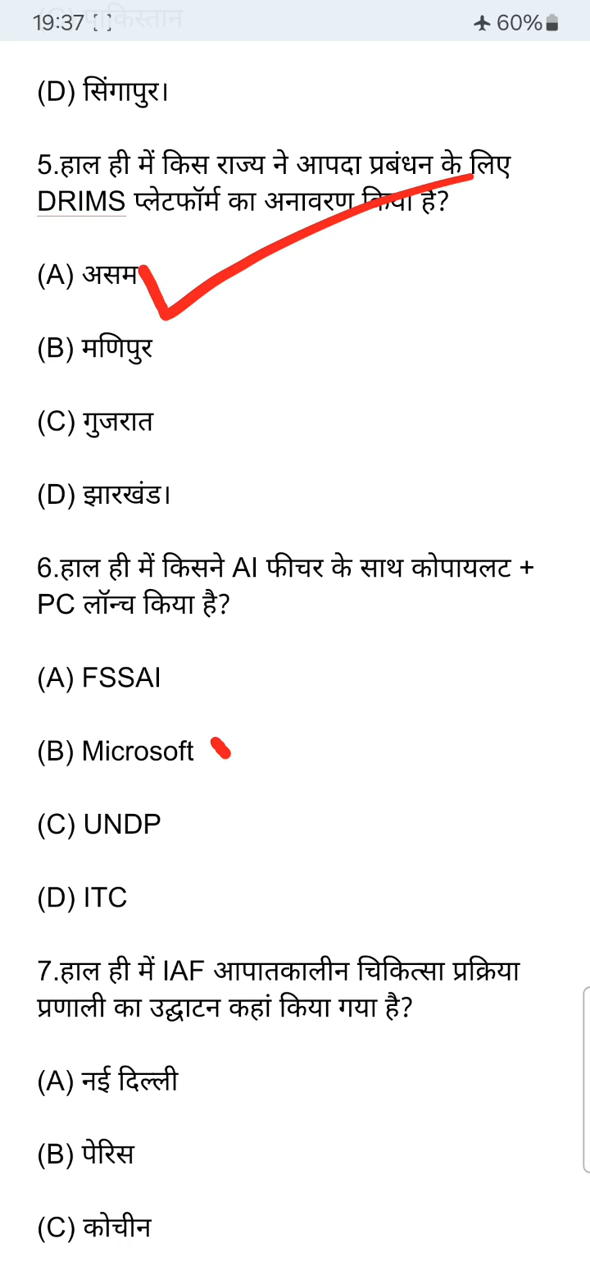 19:37
60%
(D) सिंगापुर।
5.हाल ही में किस राज्य ने आपदा प्रबंधन के लिए
DRIMS प्लेटफॉर्म का अनावरण किया है?
(A) असम
(B) मणिपुर
(C) गुजरात
(D) झारखंड।
6.हाल ही में किसने AI फीचर के साथ कोपायलट +
PC लॉन्च किया है?
(A) FSSAI
(B) Microsoft
(C) UNDP
(D) ITC
7.हाल ही में IAF आपातकालीन चिकित्सा प्रक्रिया
प्रणाली का उद्घाटन कहां किया गया है?
(A) नई दिल्ली
(B) पेरिस
(C) कोचीन